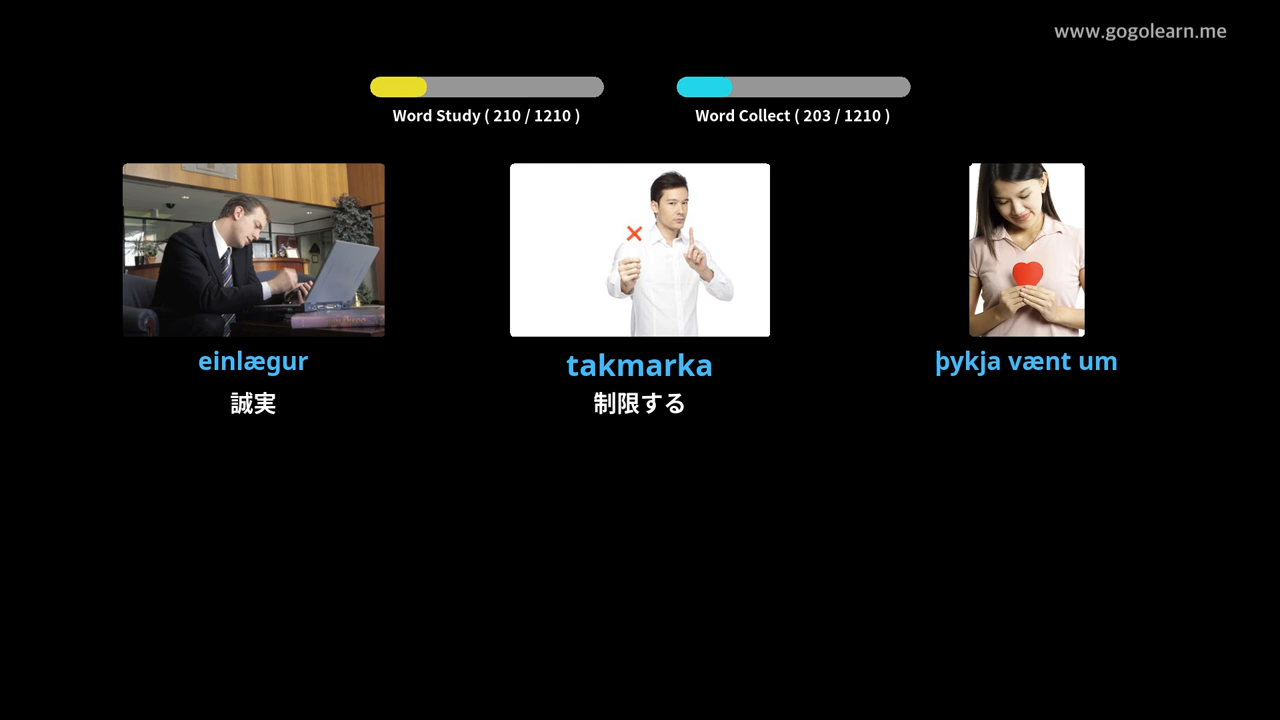 www.gogolearn.me
Word Study ( 210 / 1210 )
Word Collect ( 203 / 1210 )
einlægur
takmarka
þykja vænt um
誠実
制限する